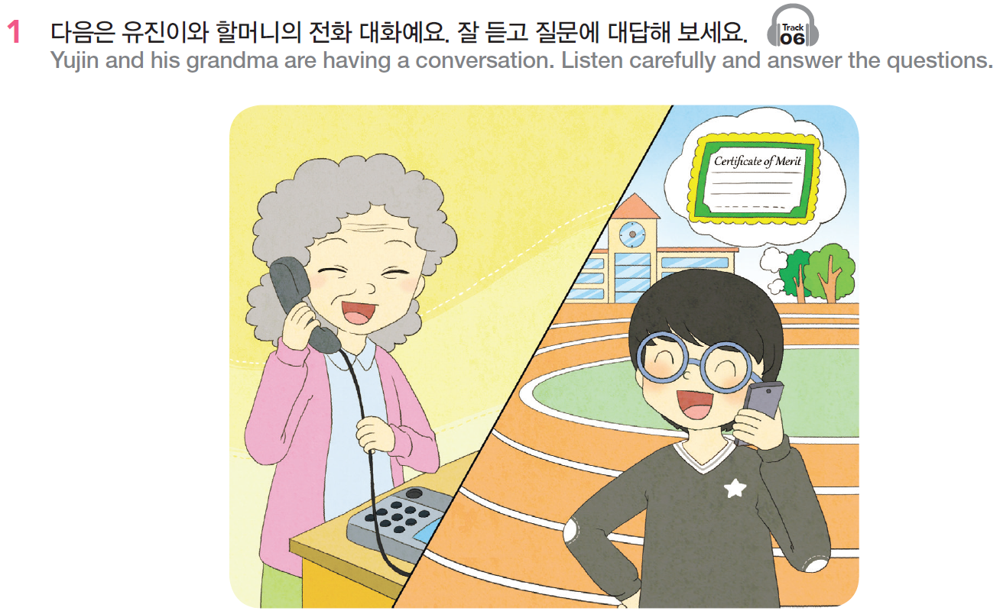 1 다음은 유진이와 할머니의 전화 대화예요. 잘 듣고 질문에 대답해 보세요.
Track
06
Yujin and his grandma are having a conversation. Listen carefully and answer the questions.
Certificate of Merit